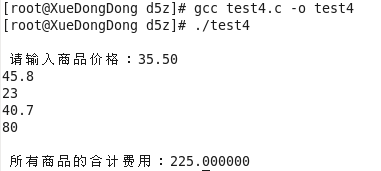 [root@XueDongDong d5z]# gcc test4.c -o test4
[root@XueDongDong d5z]# ./test4
请输入商品价格：35.50
45.8
23
40.7
80
所有商品的合计费用：225.000000